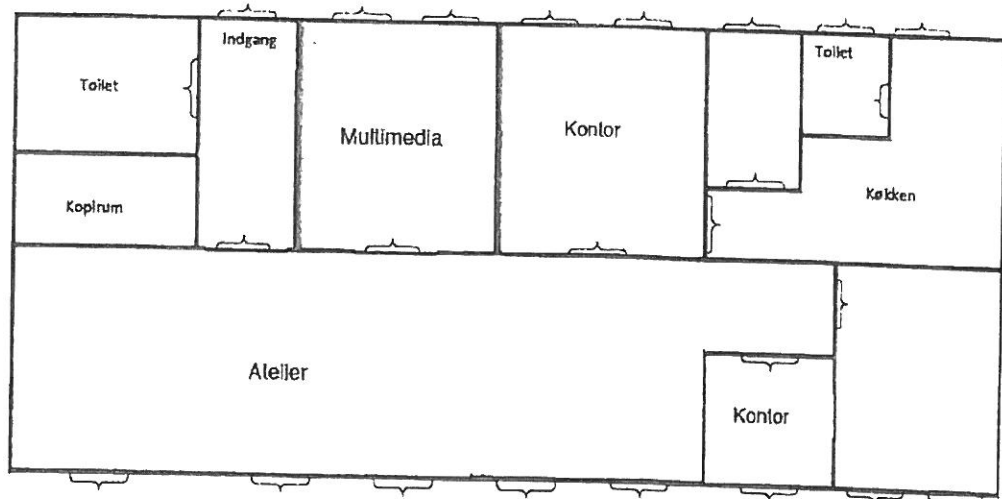 Indgang
Toilet
Toilet
Multimedia
Kontor
Kopirum
Køkken
Atelier
Kontor